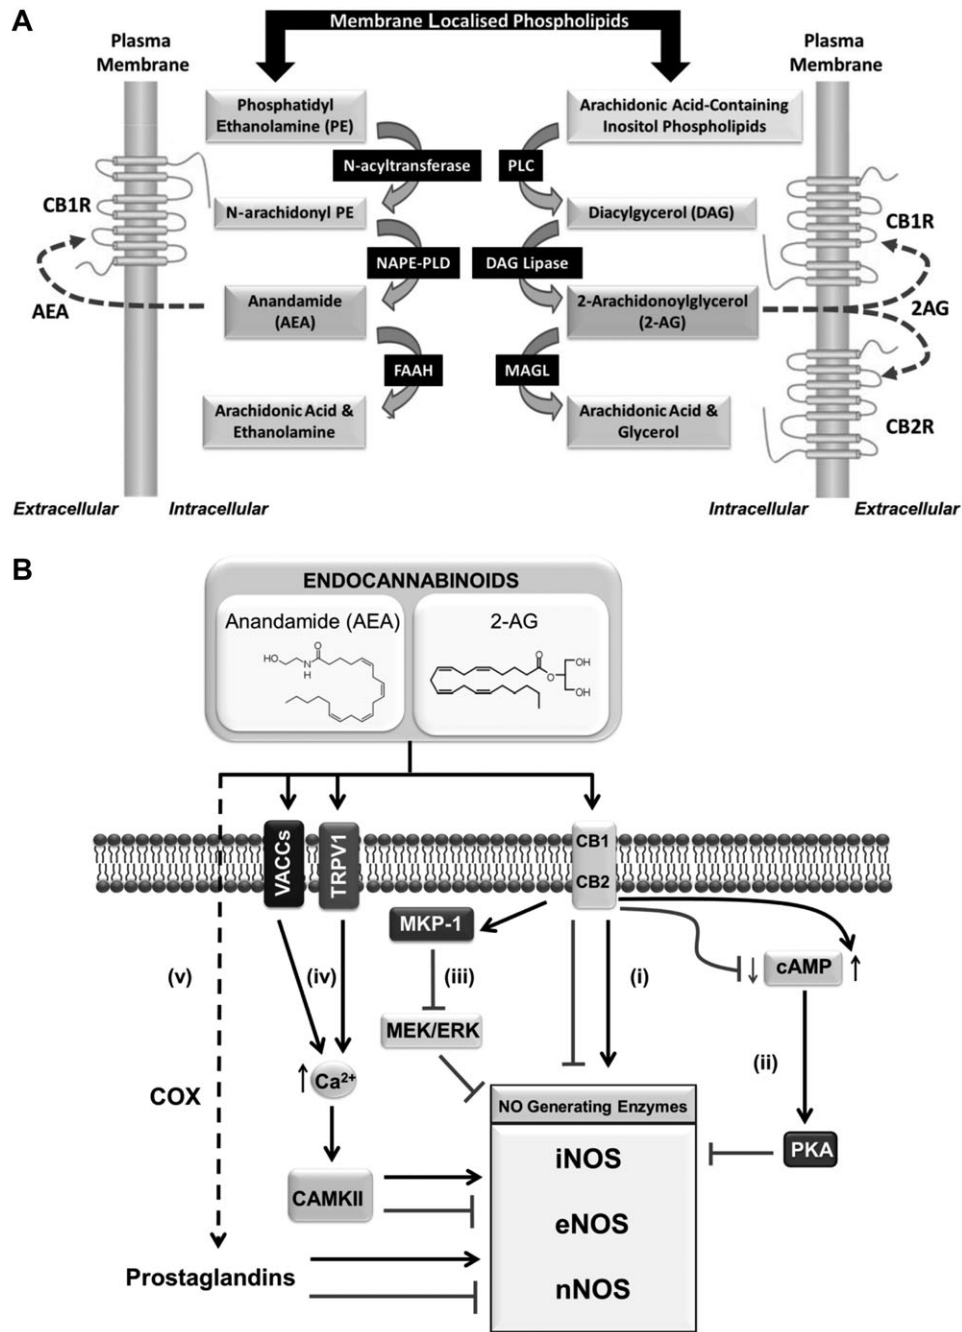 A
Membrane Localised Phospholipids
Plasma
Membrane
Plasma
Membrane
Phosphatidyl
Ethanolamine (PE)
Arachidonic Acid-Containing
Inositol Phospholipids
N-acyltransferase
PLC
CB1R
N-arachidonyl PE
Diacylgycerol (DAG)
CB1R
NAPE-PLD
DAG Lipase
AEA
Anandamide
(AEA)
2-Arachidonoylglycerol
(2-AG)
2AG
FAAH
MAGL
Arachidonic Acid &
Ethanolamine
Arachidonic Acid &
Glycerol
CB2R
Extracellular
Intracellular
Intracellular
Extracellular
B
ENDOCANNABINOIDS
Anandamide (AEA)
2-AG
HO
N
H
O
O
O
OH
OH
VACCs
TRPV1
CB1
CB2
MKP-1
(v)
(iv)
(iii)
(i)
cAMP
MEK/ERK
(ii)
Ca2+
COX
NO Generating Enzymes
iNOS
PKA
CAMKII
eNOS
Prostaglandins
nNOS